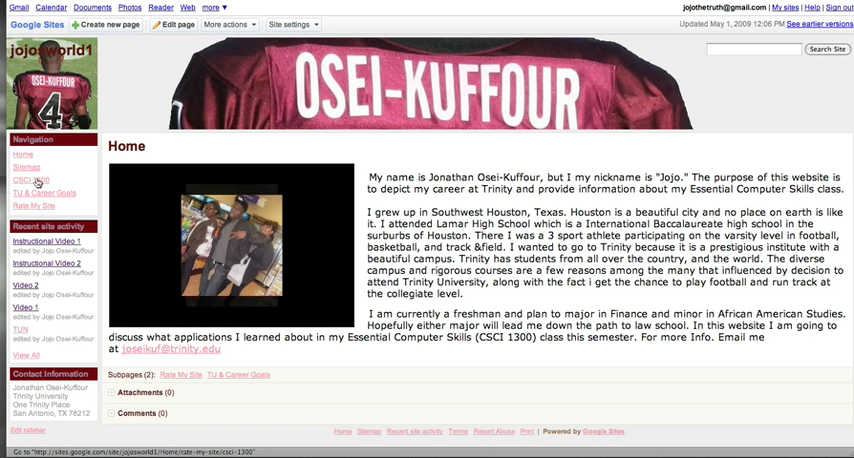 Gmail Calendar Documents Photos Reader Web more ▼
jojothetruth@gmail.com | My sites | Help | Sign out
Google Sites Create new page Edit page More actions Site settings
Updated May 1, 2009 12:06 PM See earlier versions
jojosworld1
OSEI-KUFFOUR
4
OSEI-KUFFOUR
Search Site
Navigation
Home
Sitemap
CSCI 1300
TU & Career Goals
Rate My Site
Recent site activity
Instructional Video 1
edited by Jojo Osei-Kuffour
Instructional Video 2
edited by Jojo Osei-Kuffour
Video 2
edited by Jojo Osei-Kuffour
Video 1
edited by Jojo Osei-Kuffour
TUN
edited by Jojo Osei-Kuffour
View All
Contact Information
Jonathan Osei-Kuffour
Trinity University
One Trinity Place
San Antonio, TX 78212
Edit sidebar
Home
My name is Jonathan Osei-Kuffour, but I my nickname is "Jojo." The purpose of this website is
to depict my career at Trinity and provide information about my Essential Computer Skills class.
I grew up in Southwest Houston, Texas. Houston is a beautiful city and no place on earth is like
it. I attended Lamar High School which is a International Baccalaureate high school in the
surburbs of Houston. There I was a 3 sport athlete participating on the varsity level in football,
basketball, and track &field. I wanted to go to Trinity because it is a prestigious institute with a
beautiful campus. Trinity has students from all over the country, and the world. The diverse
campus and rigorous courses are a few reasons among the many that influenced by decision to
attend Trinity University, along with the fact i get the chance to play football and run track at
the collegiate level.
I am currently a freshman and plan to major in Finance and minor in African American Studies.
Hopefully either major will lead me down the path to law school. In this website I am going to
discuss what applications I learned about in my Essential Computer Skills (CSCI 1300) class this semester. For more Info. Email me
at joseikuf@trinity.edu
Subpages (2): Rate My Site TU & Career Goals
Attachments (0)
Comments (0)
Home Sitemap Recent site activity Terms Report Abuse Print | Powered by Google Sites
Go to "http://sites.google.com/site/jojosworld1/Home/rate-my-site/csci-1300"